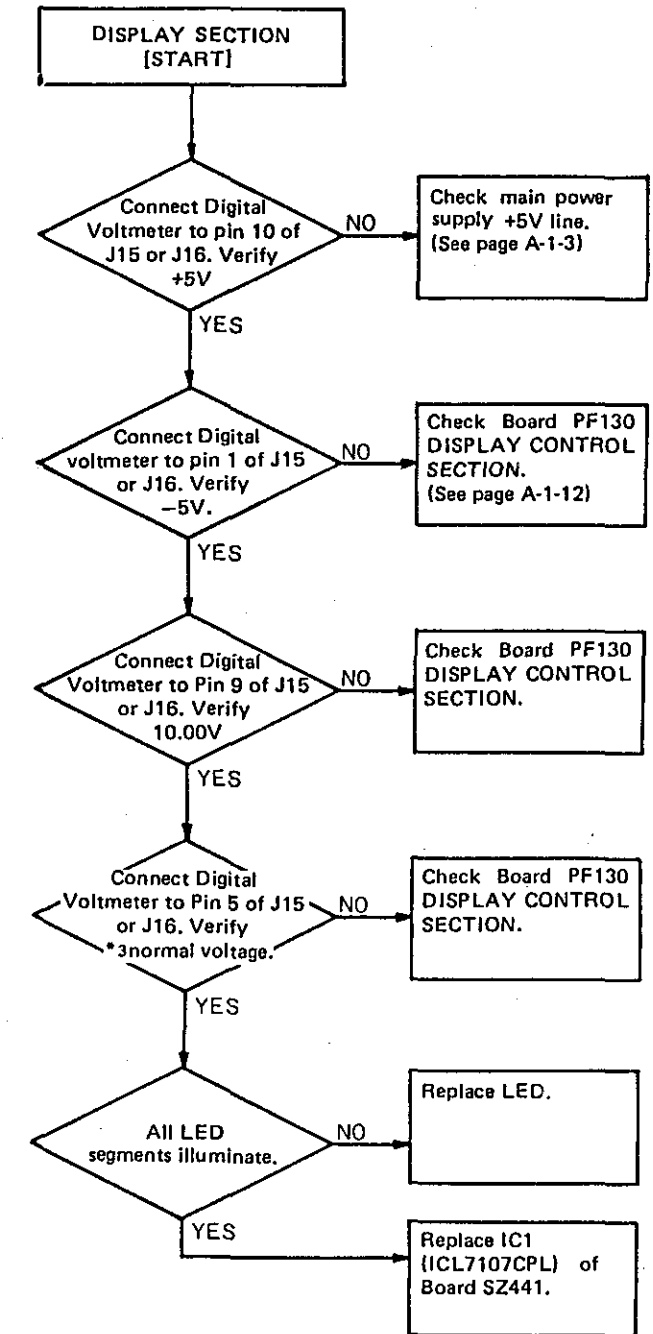 DISPLAY SECTION
[START]
Connect Digital
Voltmeter to pin 10 of
J15 or J16. Verify
+5V
NO
Check main power
supply +5V line.
(See page A-1-3)
YES
Connect Digital
voltmeter to pin 1 of J15
or J16. Verify
−5V.
NO
Check Board PF130
DISPLAY CONTROL
SECTION.
(See page A-1-12)
YES
Connect Digital
Voltmeter to Pin 9 of J15
or J16. Verify
10.00V
NO
Check Board PF130
DISPLAY CONTROL
SECTION.
YES
Connect Digital
Voltmeter to Pin 5 of J15
or J16. Verify
*3normal voltage.
NO
Check Board PF130
DISPLAY CONTROL
SECTION.
YES
All LED
segments illuminate.
NO
Replace LED.
YES
Replace IC1
(ICL7107CPL) of
Board SZ441.